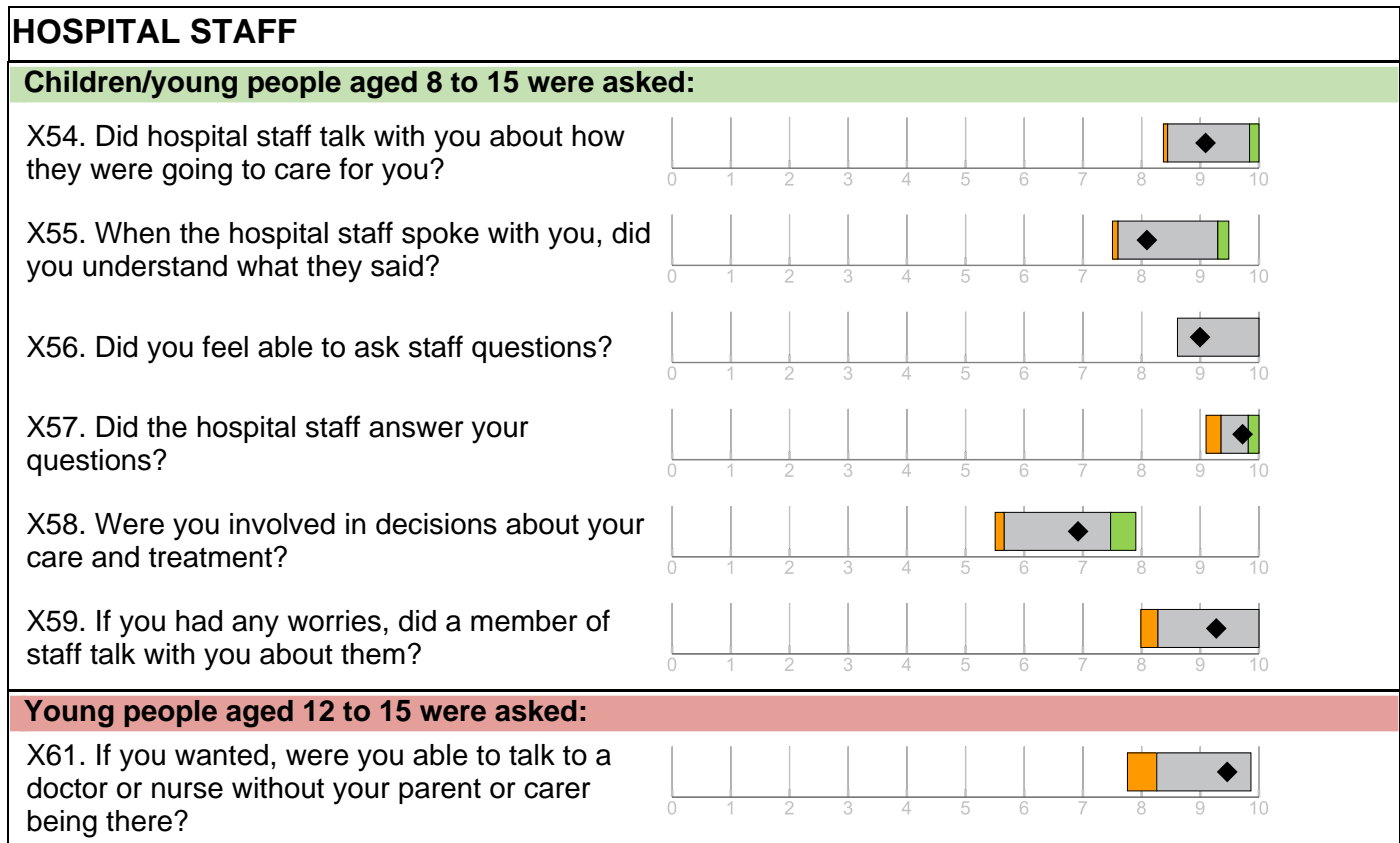 HOSPITAL STAFF
Children/young people aged 8 to 15 were asked:
X54. Did hospital staff talk with you about how
they were going to care for you?
0 1 2 3 4 5 6 7 8 9 10
X55. When the hospital staff spoke with you, did
you understand what they said?
0 1 2 3 4 5 6 7 8 9 10
X56. Did you feel able to ask staff questions?
0 1 2 3 4 5 6 7 8 9 10
X57. Did the hospital staff answer your
questions?
0 1 2 3 4 5 6 7 8 9 10
X58. Were you involved in decisions about your
care and treatment?
0 1 2 3 4 5 6 7 8 9 10
X59. If you had any worries, did a member of
staff talk with you about them?
0 1 2 3 4 5 6 7 8 9 10
Young people aged 12 to 15 were asked:
X61. If you wanted, were you able to talk to a
doctor or nurse without your parent or carer
being there?
0 1 2 3 4 5 6 7 8 9 10